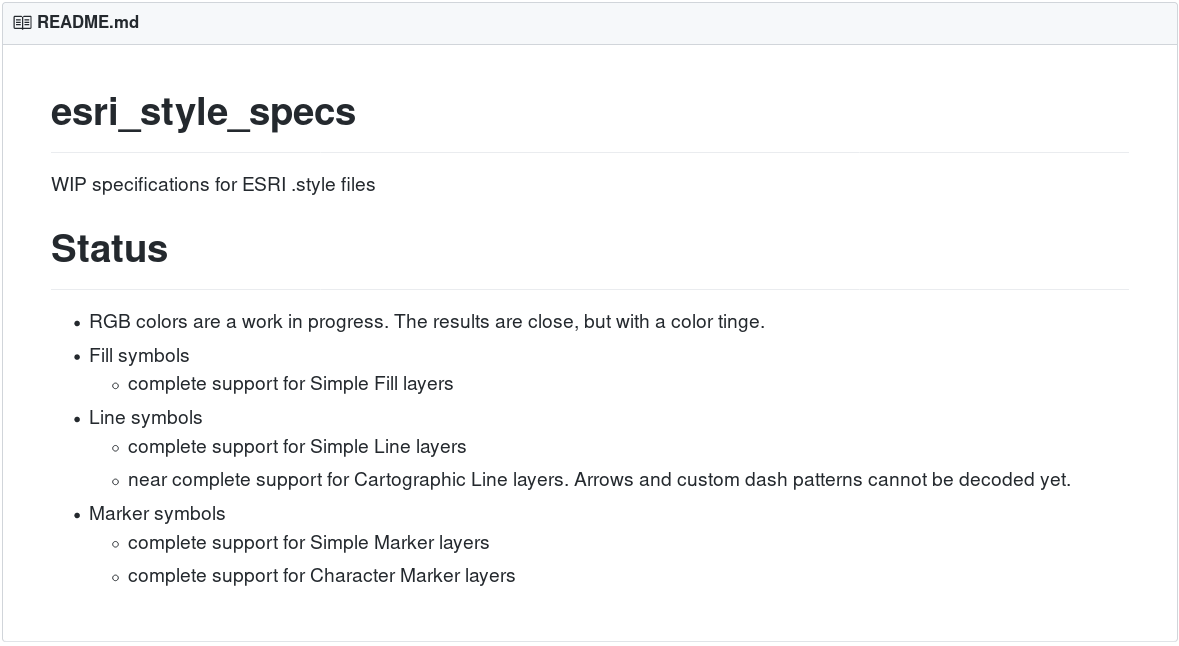 README.md
esri_style_specs
WIP specifications for ESRI .style files
Status
• RGB colors are a work in progress. The results are close, but with a color tinge.
• Fill symbols
◦ complete support for Simple Fill layers
• Line symbols
◦ complete support for Simple Line layers
◦ near complete support for Cartographic Line layers. Arrows and custom dash patterns cannot be decoded yet.
• Marker symbols
◦ complete support for Simple Marker layers
◦ complete support for Character Marker layers